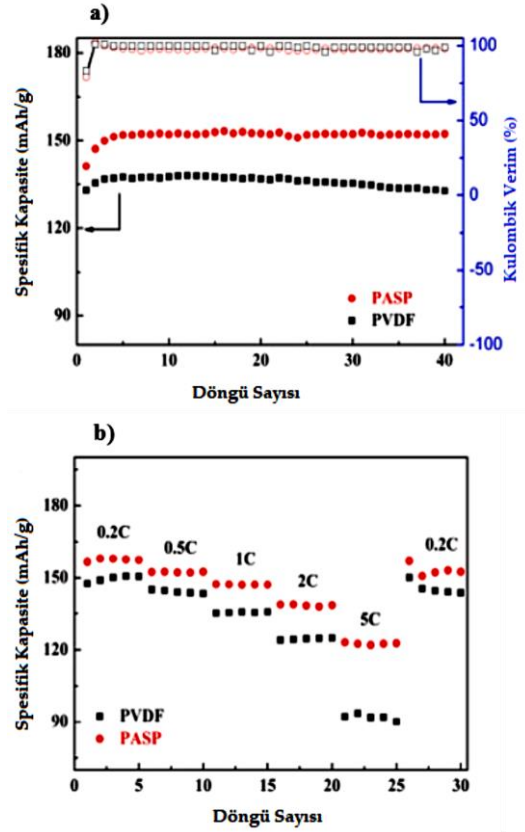 a)
Spesifik Kapasite (mAh/g)
180
150
120
90
100
50
0
-50
-100
Kulombik Verim (%)
PASP
PVDF
0
10
20
30
40
Döngü Sayısı
b)
Spesifik Kapasite (mAh/g)
180
150
120
90
0.2C
0.5C
1C
2C
5C
0.2C
PVDF
PASP
0
5
10
15
20
25
30
Döngü Sayısı